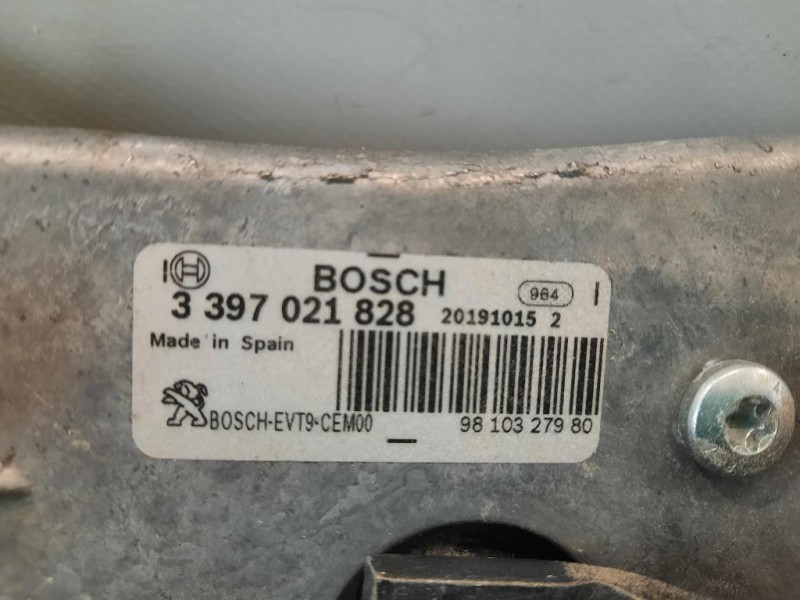 BOSCH
964
3 397 021 828 20191015 2
Made in Spain
BOSCH-EVT9-CEM00 98 103 279 80